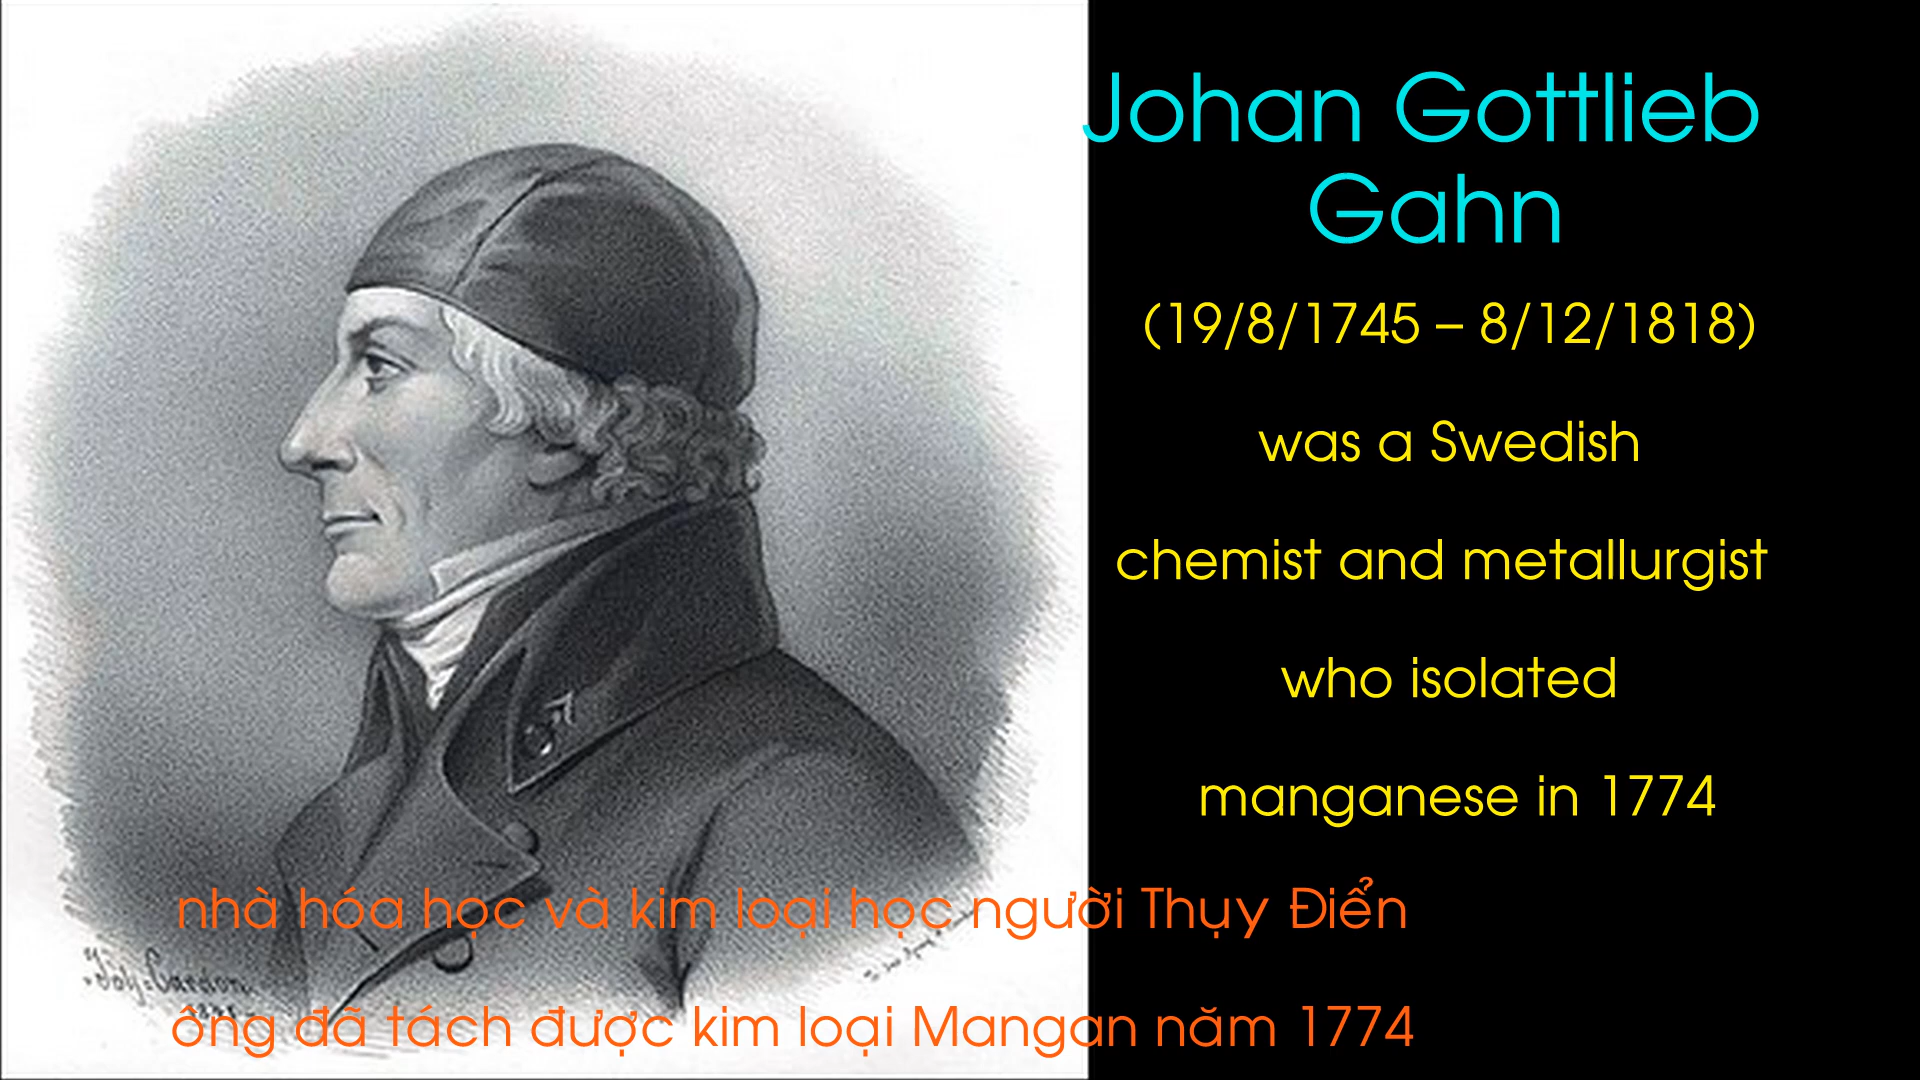 Johan Gottlieb
Gahn
(19/8/1745 – 8/12/1818)
was a Swedish
chemist and metallurgist
who isolated
manganese in 1774
nhà hóa học và kim loại học người Thụy Điển
ông đã tách được kim loại Mangan năm 1774